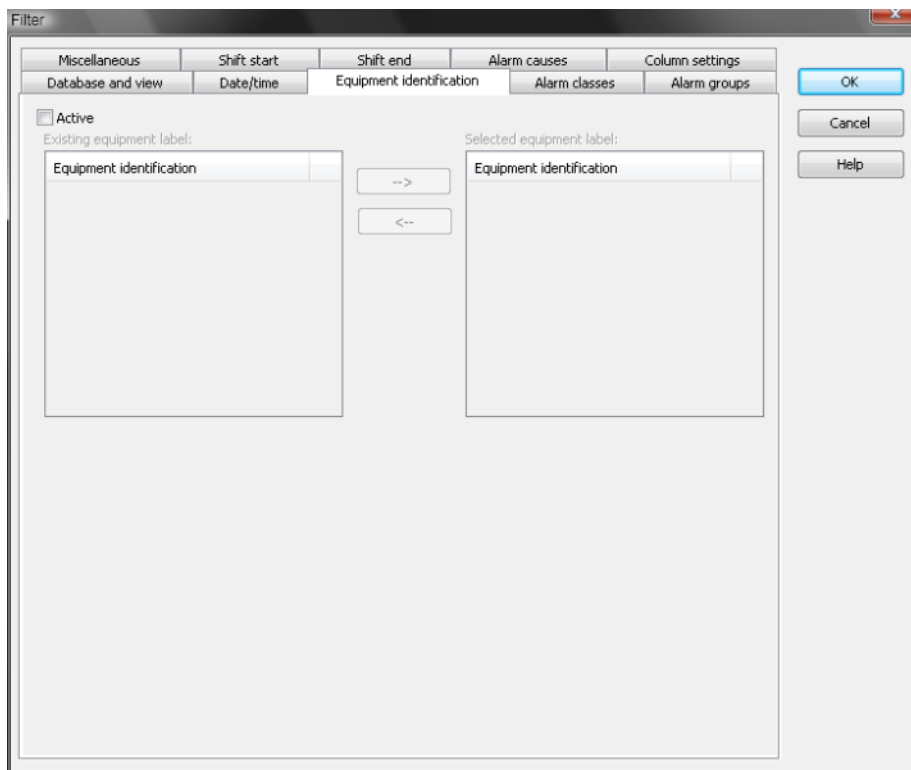 Filter
Miscellaneous Shift start Shift end Alarm causes Column settings
Database and view Date/time Equipment identification Alarm classes Alarm groups
OK
Active
Cancel
Existing equipment label: Selected equipment label:
Equipment identification Equipment identification
Help
-->
<--